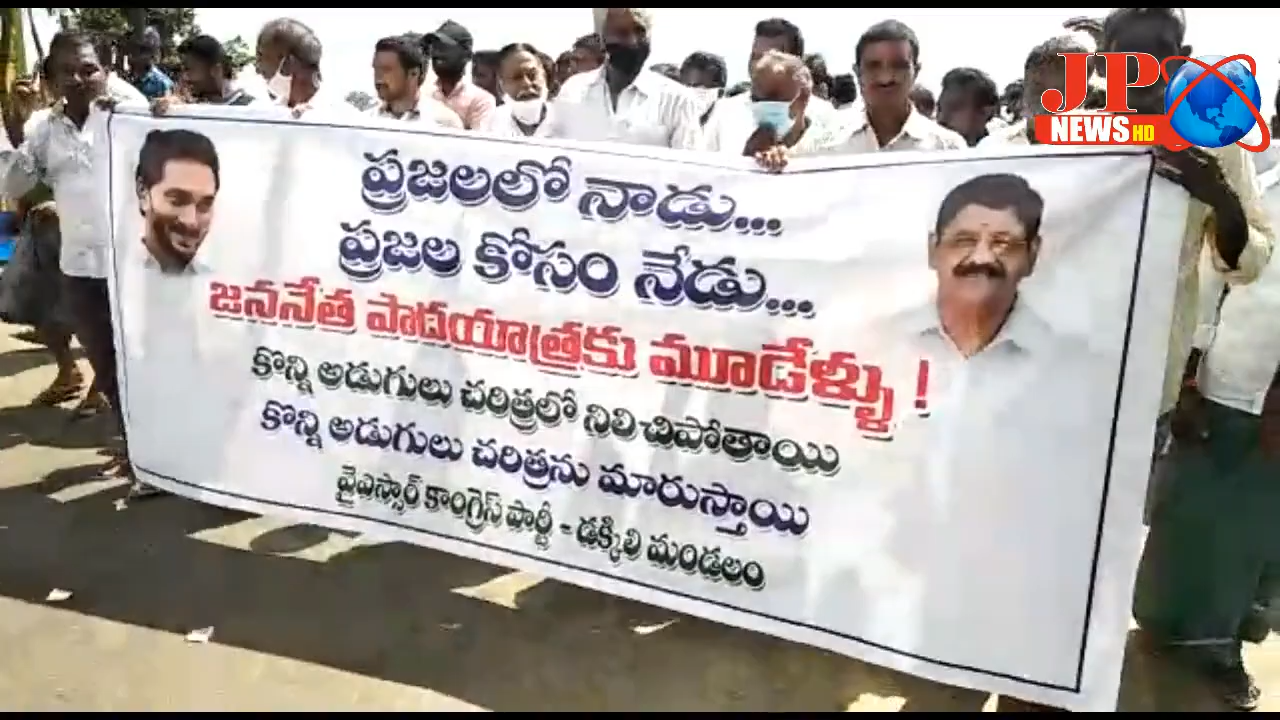 ప్రజలలో నాడు...
ప్రజల కోసం నేడు...
జననేత పాదయాత్రకు మూడేళ్ళు !
కొన్ని అడుగులు చరిత్రలో నిలిచిపోతాయి
కొన్ని అడుగులు చరిత్రను మారుస్తాయి
వైఎస్సార్ కాంగ్రెస్ పార్టీ - డక్కిలి మండలం
JP
NEWS HD